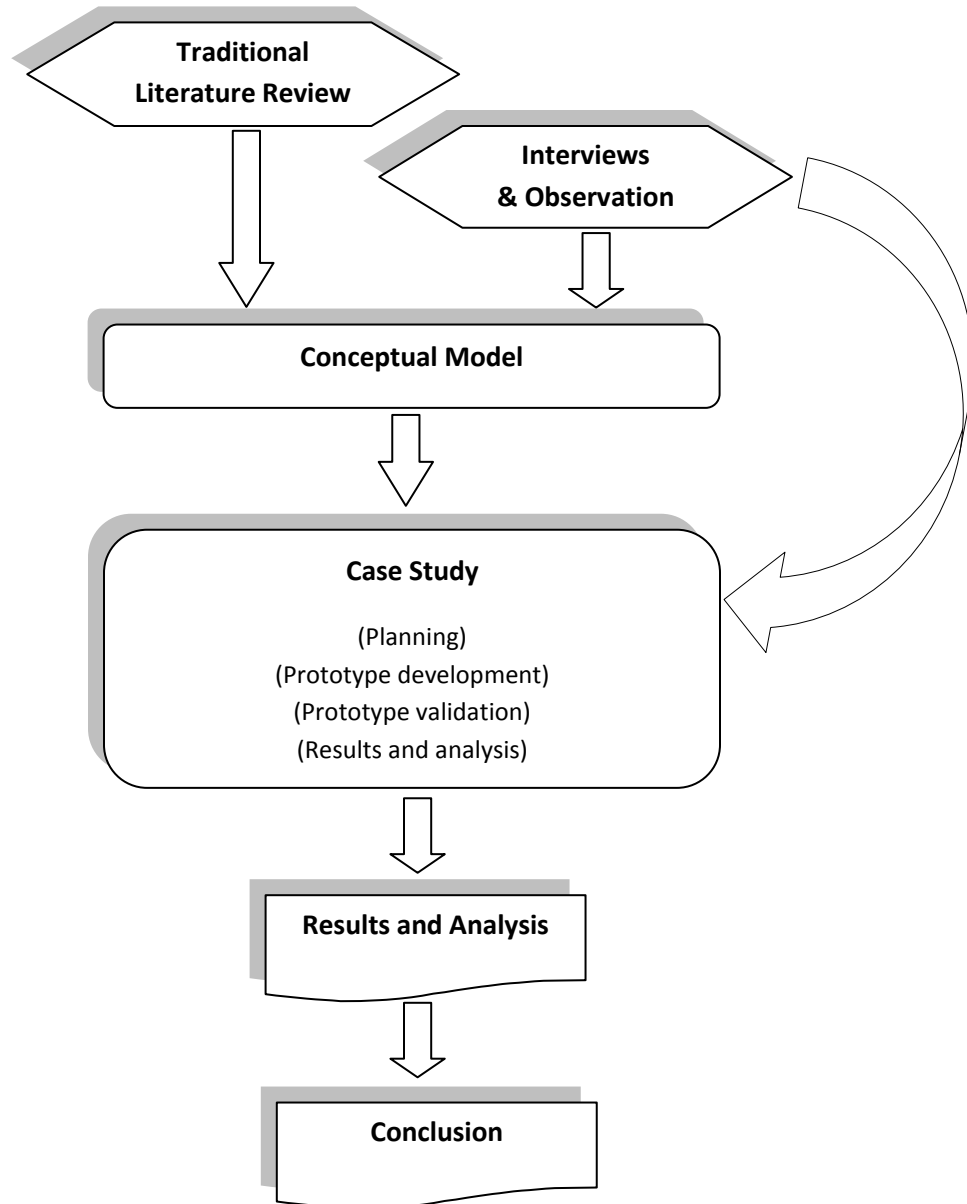 Traditional
Literature Review
Interviews
& Observation
Conceptual Model
Case Study
(Planning)
(Prototype development)
(Prototype validation)
(Results and analysis)
Results and Analysis
Conclusion